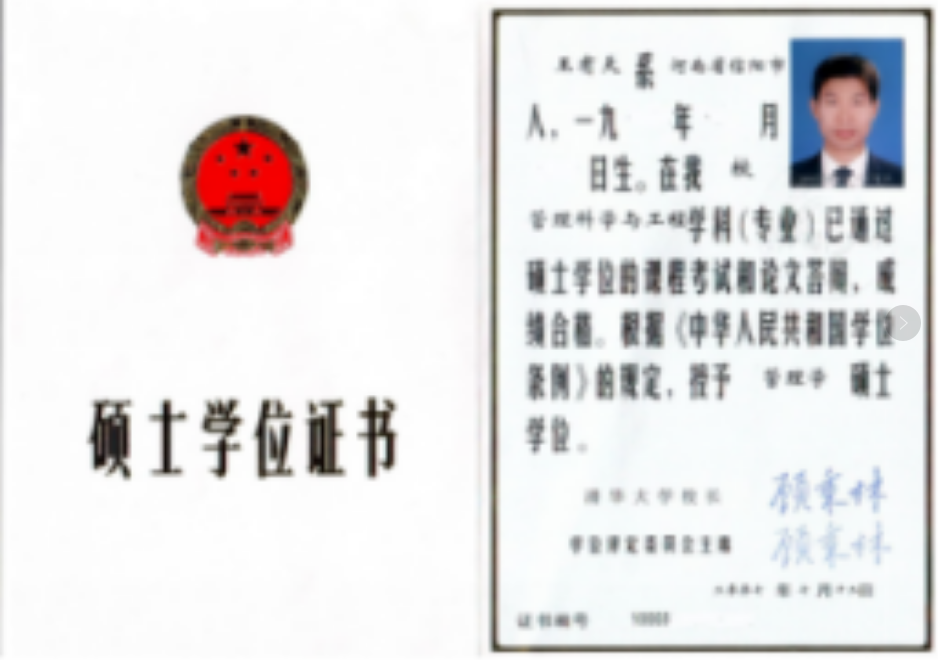 硕士学位证书
系 河南省信阳市
人，一九 年 月
日生。在我 校
管理科学与工程学科(专业)已通过
硕士学位的课程考试和论文答辩，成
绩合格。根据《中华人民共和国学位
条例》的规定，授予 管理学 硕士
学位。
清华大学校长 顾秉林
学位评定委员会主席 顾秉林
证书编号 10003